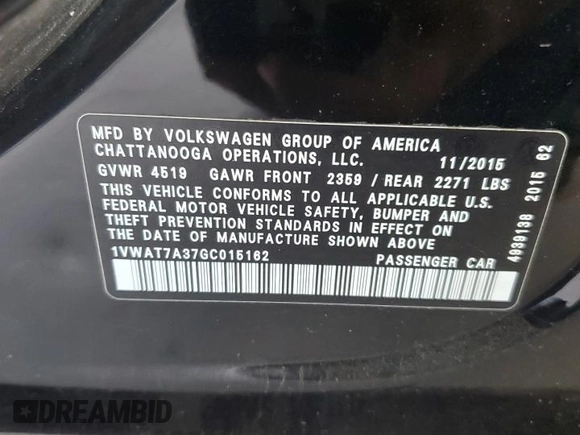 MFD BY VOLKSWAGEN GROUP OF AMERICA
CHATTANOOGA OPERATIONS, LLC. 11/2015
GVWR 4519 GAWR FRONT 2359 / REAR 2271 LBS
THIS VEHICLE CONFORMS TO ALL APPLICABLE U.S.
FEDERAL MOTOR VEHICLE SAFETY, BUMPER AND
THEFT PREVENTION STANDARDS IN EFFECT ON
THE DATE OF MANUFACTURE SHOWN ABOVE
1VWAT7A37GC015162 PASSENGER CAR
4939138 2015 62
DREAMBID